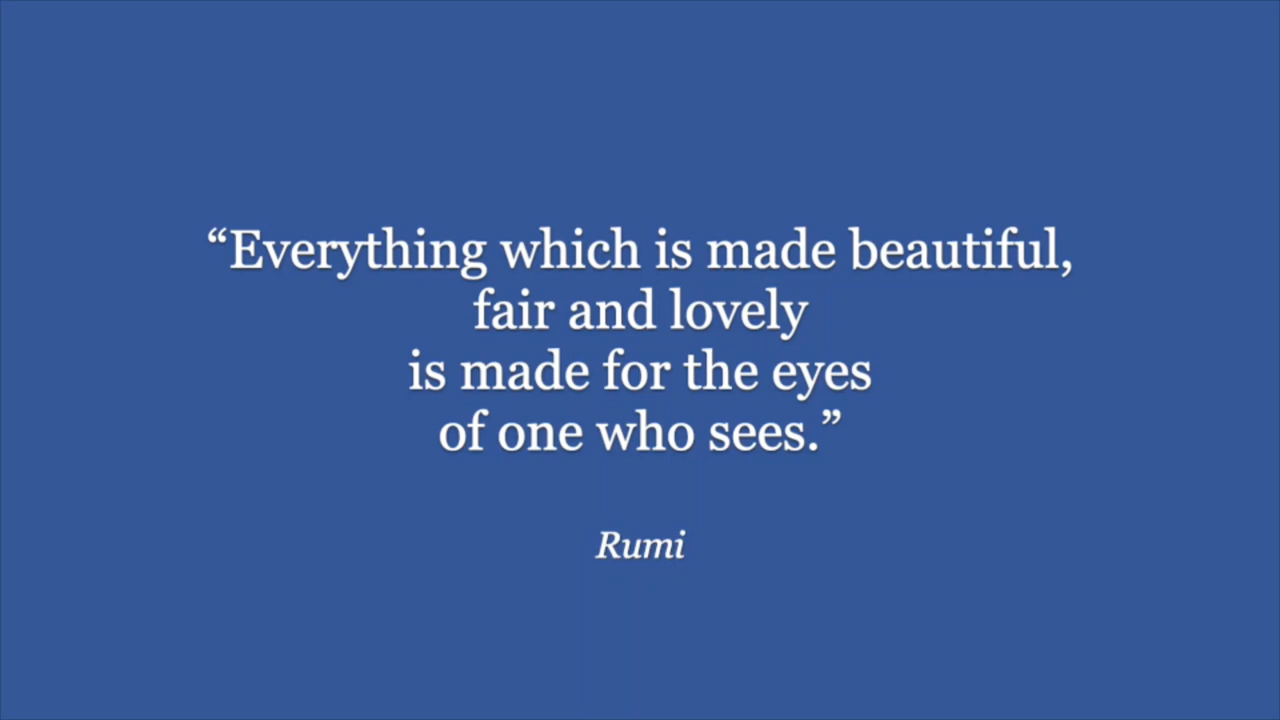 “Everything which is made beautiful,
fair and lovely
is made for the eyes
of one who sees.”
Rumi